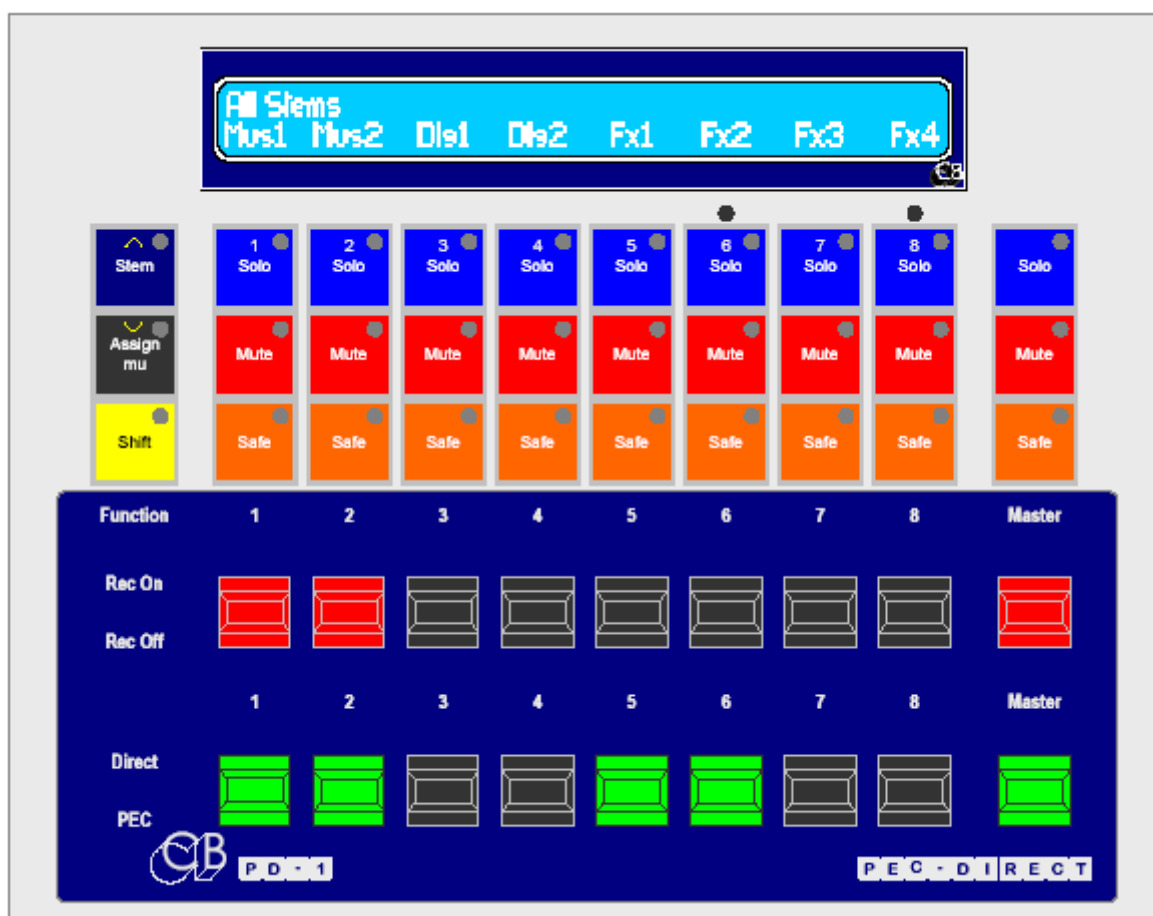 All Stems
Mus1 Mus2 Dlg1 Dlg2 Fx1 Fx2 Fx3 Fx4
CB
Stem 1 Solo 2 Solo 3 Solo 4 Solo 5 Solo 6 Solo 7 Solo 8 Solo Solo
Assign mu Mute Mute Mute Mute Mute Mute Mute Mute Mute
Shift Safe Safe Safe Safe Safe Safe Safe Safe Safe
Function 1 2 3 4 5 6 7 8 Master
Rec On
Rec Off
1 2 3 4 5 6 7 8 Master
Direct
PEC
CB PD-1 PEC-DIRECT